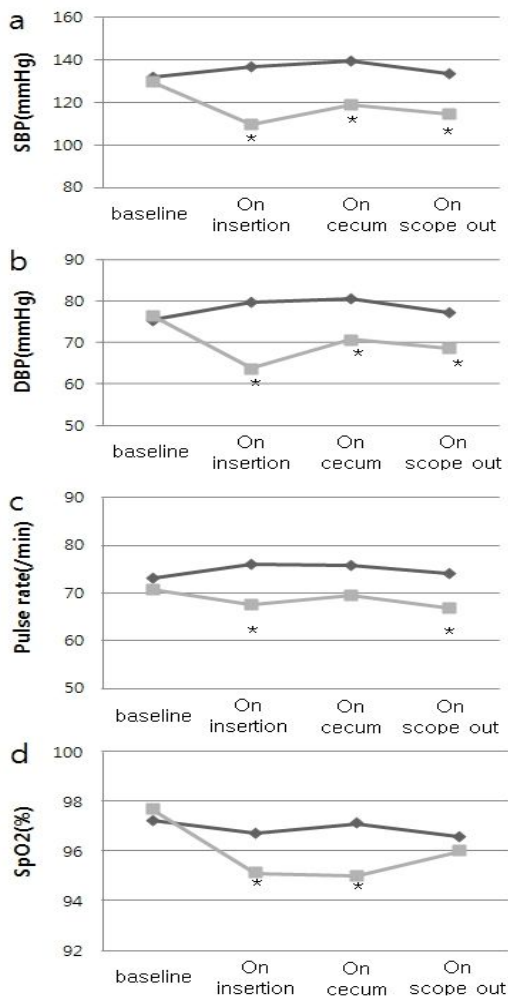 a
SBP(mmHg)
160
140
120
100
80
baseline
On
insertion
On
cecum
On
scope out
*
*
*
b
DBP(mmHg)
90
80
70
60
50
baseline
On
insertion
On
cecum
On
scope out
*
*
*
c
Pulse rate(/min)
90
80
70
60
50
baseline
On
insertion
On
cecum
On
scope out
*
*
d
SpO2(%)
100
98
96
94
92
baseline
On
insertion
On
cecum
On
scope out
*
*